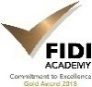 FIDI
ACADEMY
Commitment to Excellence
Gold Award 2015